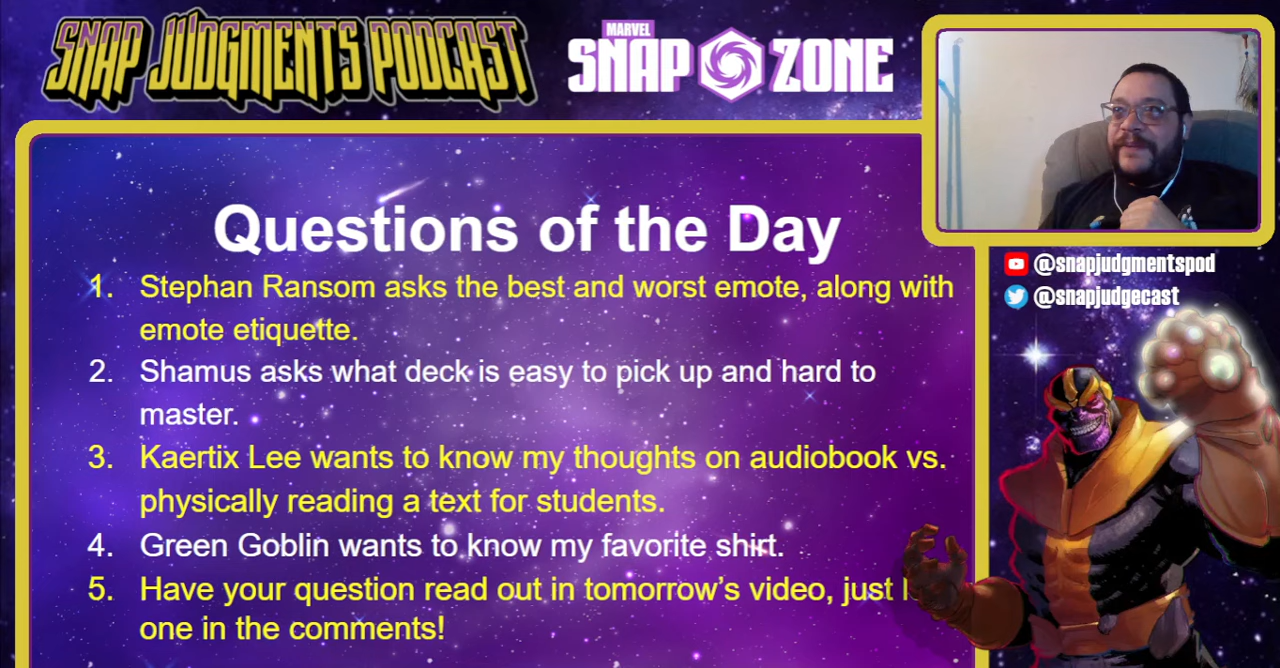 SNAP JUDGMENTS PODCAST
MARVEL
SNAP ZONE
Questions of the Day
1. Stephan Ransom asks the best and worst emote, along with
emote etiquette.
2. Shamus asks what deck is easy to pick up and hard to
master.
3. Kaertix Lee wants to know my thoughts on audiobook vs.
physically reading a text for students.
4. Green Goblin wants to know my favorite shirt.
5. Have your question read out in tomorrow's video, just
one in the comments!
@snapjudgmentspod
@snapjudgecast